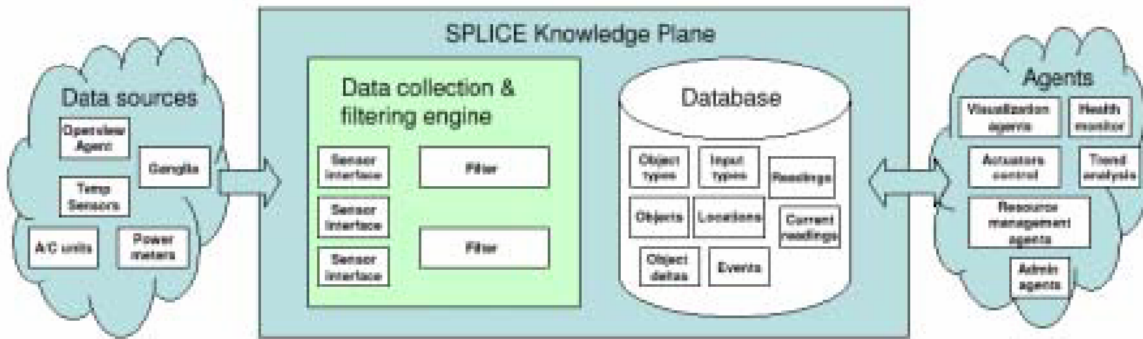 SPLICE Knowledge Plane
Data sources
Openview
Agent
Ganglia
Temp
Sensors
A/C units
Power
meters
Data collection &
filtering engine
Sensor
interface
Filter
Sensor
interface
Filter
Sensor
interface
Database
Object
types
Input
types
Readings
Objects
Locations
Current
readings
Object
deltas
Events
Agents
Visualization
agents
Health
monitor
Actuators
control
Trend
analysis
Resource
management
agents
Admin
agents